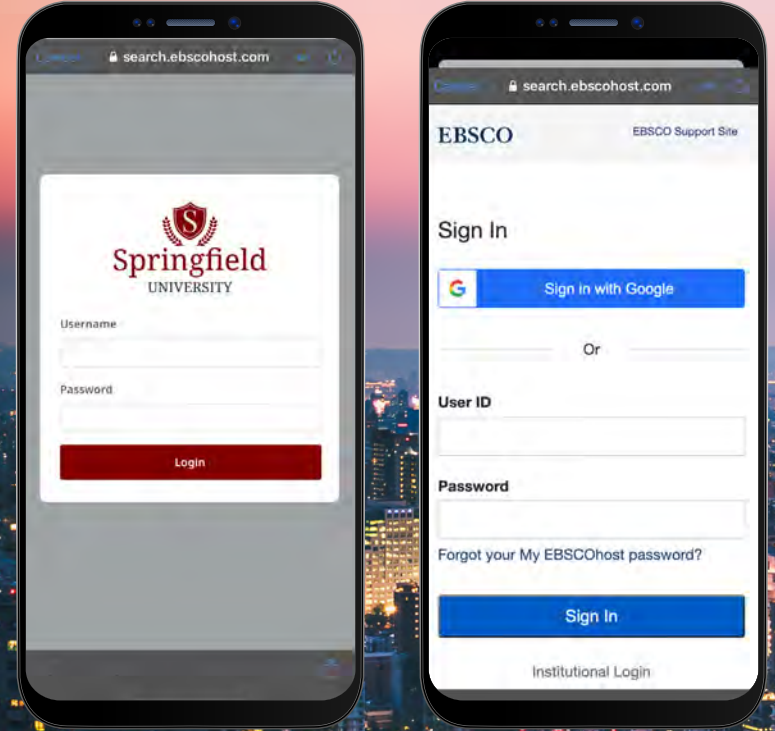 search.ebscohost.com
S
Springfield
UNIVERSITY
Username
Password
Login
Cancel
search.ebscohost.com
EBSCO
EBSCO Support Site
Sign In
G
Sign in with Google
Or
User ID
Password
Forgot your My EBSCOhost password?
Sign In
Institutional Login